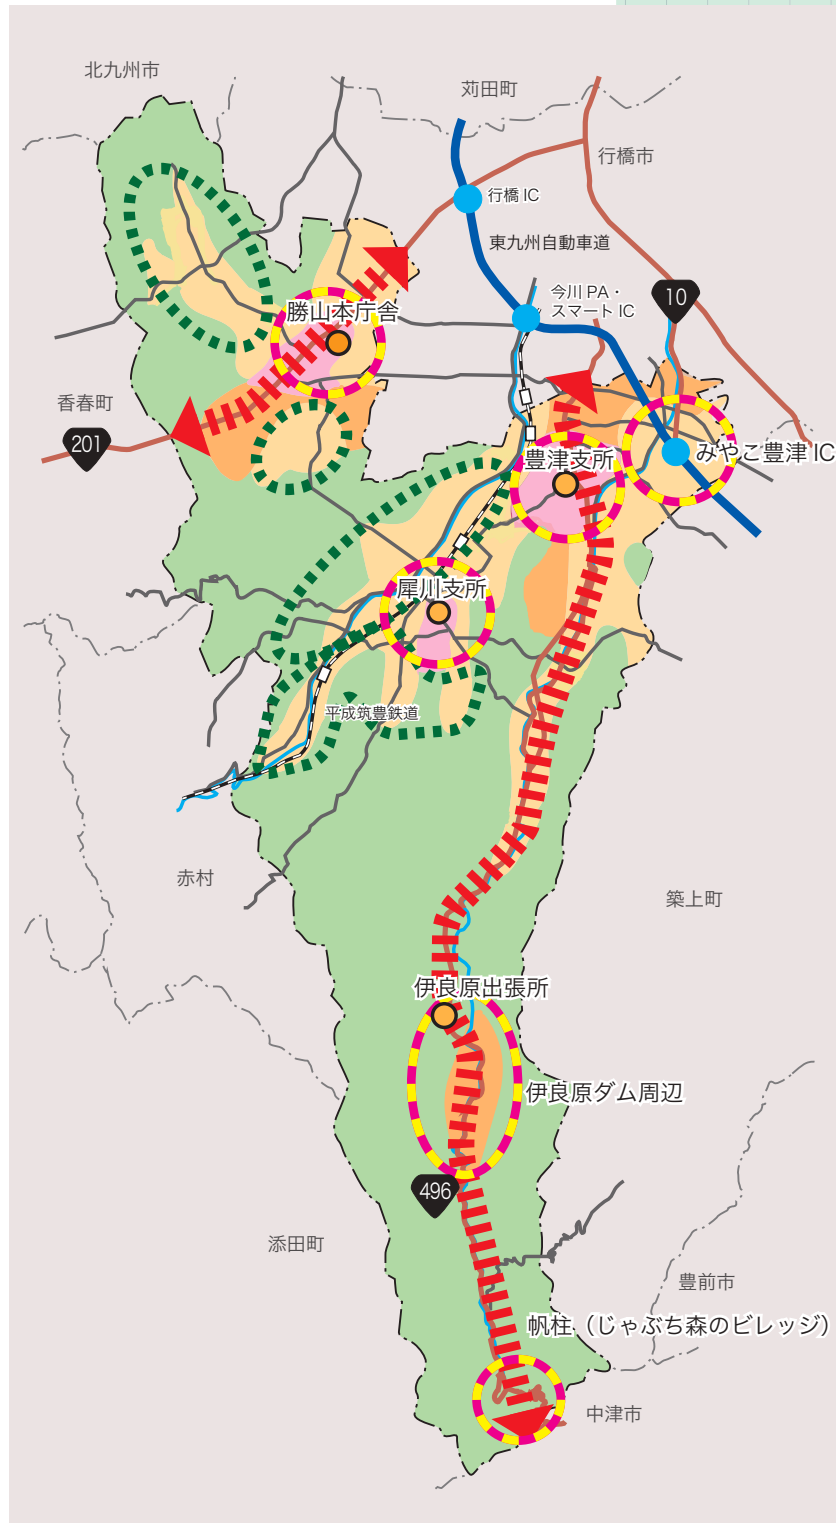 北九州市
苅田町
行橋市
行橋 IC
東九州自動車道
今川 PA・
スマート IC
10
勝山本庁舎
香春町
201
みやこ豊津 IC
豊津支所
犀川支所
平成筑豊鉄道
赤村
築上町
伊良原出張所
伊良原ダム周辺
496
添田町
豊前市
帆柱（じゃぶち森のビレッジ）
中津市